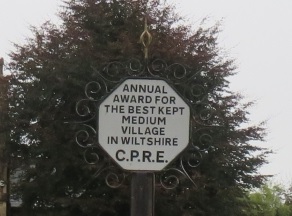 ANNUAL
AWARD FOR
THE BEST KEPT
MEDIUM
VILLAGE
IN WILTSHIRE
C.P.R.E.